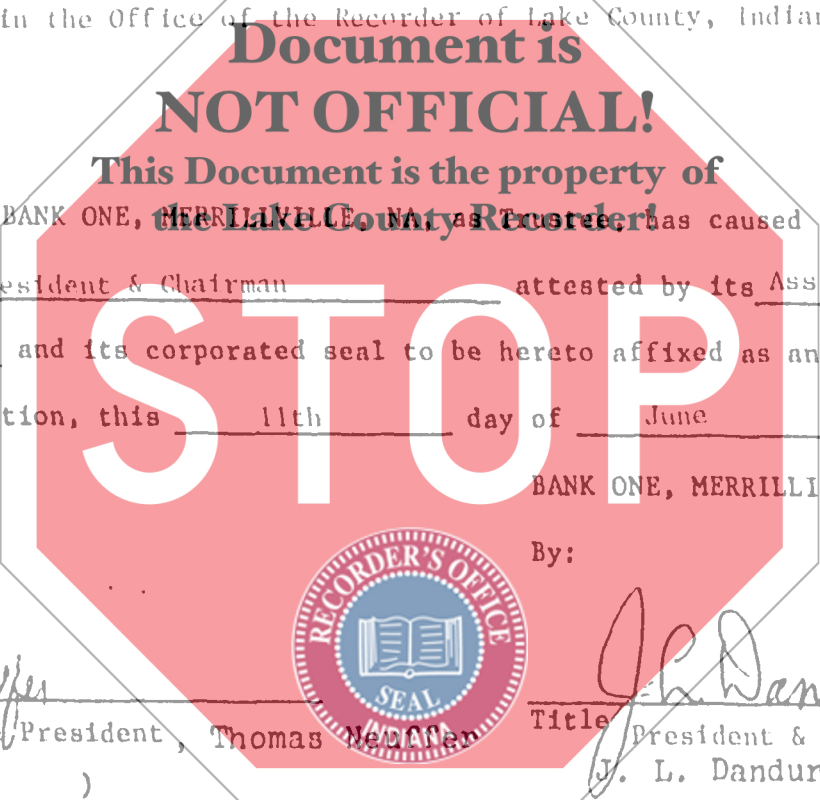 in the Office of the Recorder of Lake County, Indian
Document is
NOT OFFICIAL!
This Document is the property of
the Lake County Recorder!
BANK ONE, MERRILLVILLE, NA, as Trustee, has caused
esident & Chairman attested by its Ass
and its corporated seal to be hereto affixed as an
tion, this 11th day of June
STOP
BANK ONE, MERRILLI
By:
RECORDER'S OFFICE
SEAL
INDIANA
J. L. Dan
President, Thomas Neuffer
Title President &
) J. L. Dandur